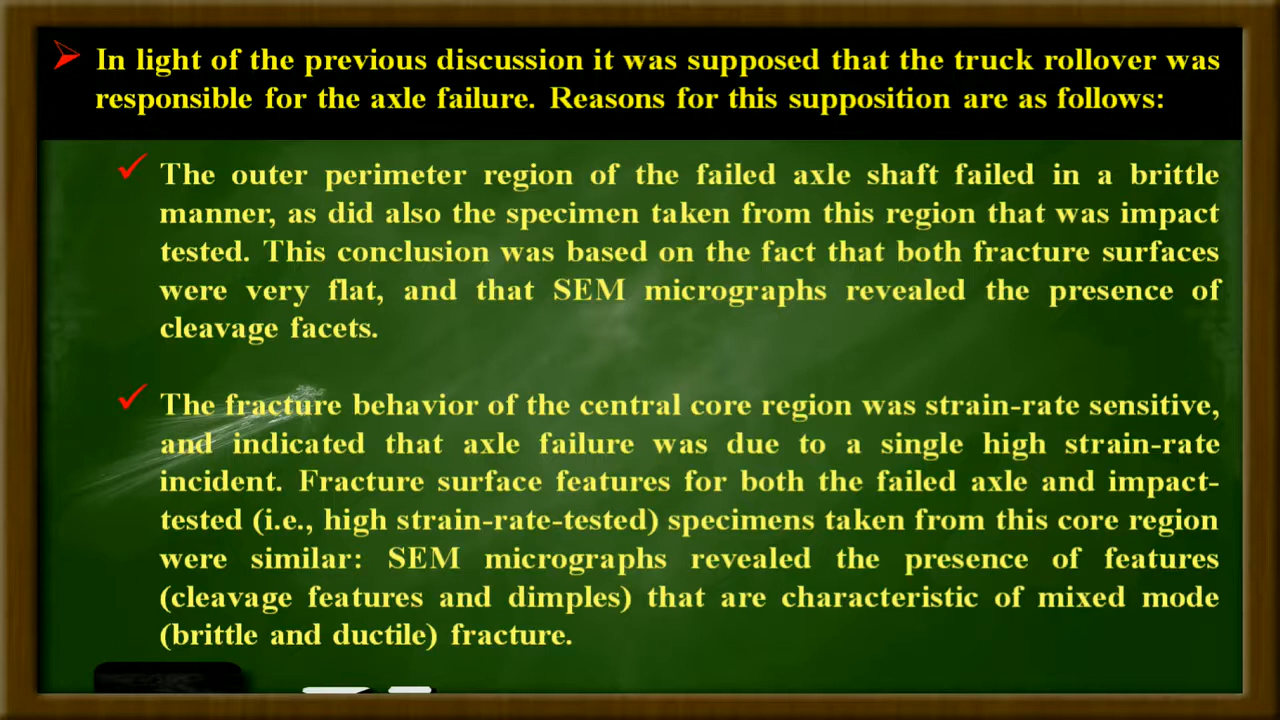 In light of the previous discussion it was supposed that the truck rollover was
responsible for the axle failure. Reasons for this supposition are as follows:
The outer perimeter region of the failed axle shaft failed in a brittle
manner, as did also the specimen taken from this region that was impact
tested. This conclusion was based on the fact that both fracture surfaces
were very flat, and that SEM micrographs revealed the presence of
cleavage facets.
The fracture behavior of the central core region was strain-rate sensitive,
and indicated that axle failure was due to a single high strain-rate
incident. Fracture surface features for both the failed axle and impact-
tested (i.e., high strain-rate-tested) specimens taken from this core region
were similar: SEM micrographs revealed the presence of features
(cleavage features and dimples) that are characteristic of mixed mode
(brittle and ductile) fracture.